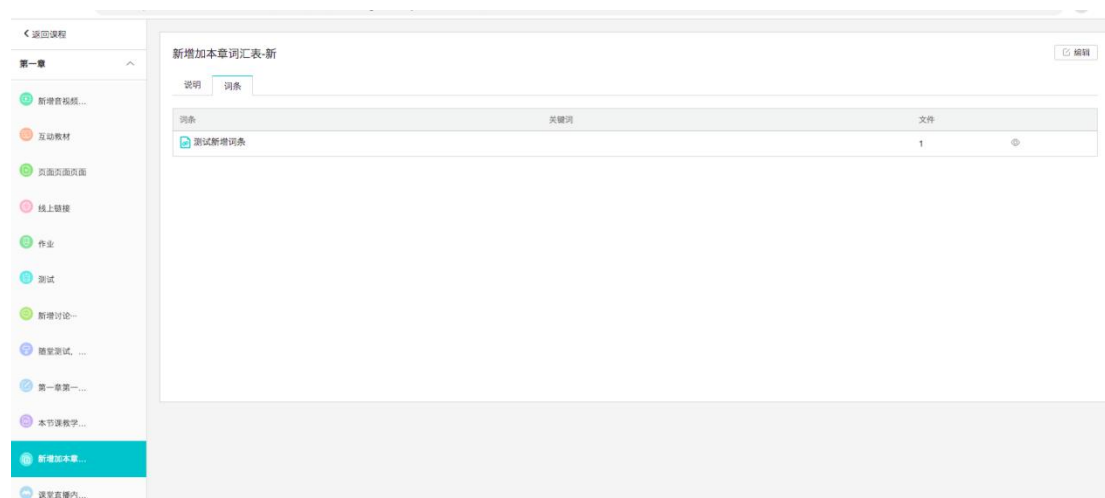 返回课程
第一章
新增音视频...
互动教材
页面页面页面
线上链接
作业
测试
新增讨论...
随堂测试, ...
第一章第一...
本节课教学...
新增加本章...
课堂直播内...
新增加本章词汇表-新
编辑
说明 词条
词条 关键词 文件
测试新增词条 1